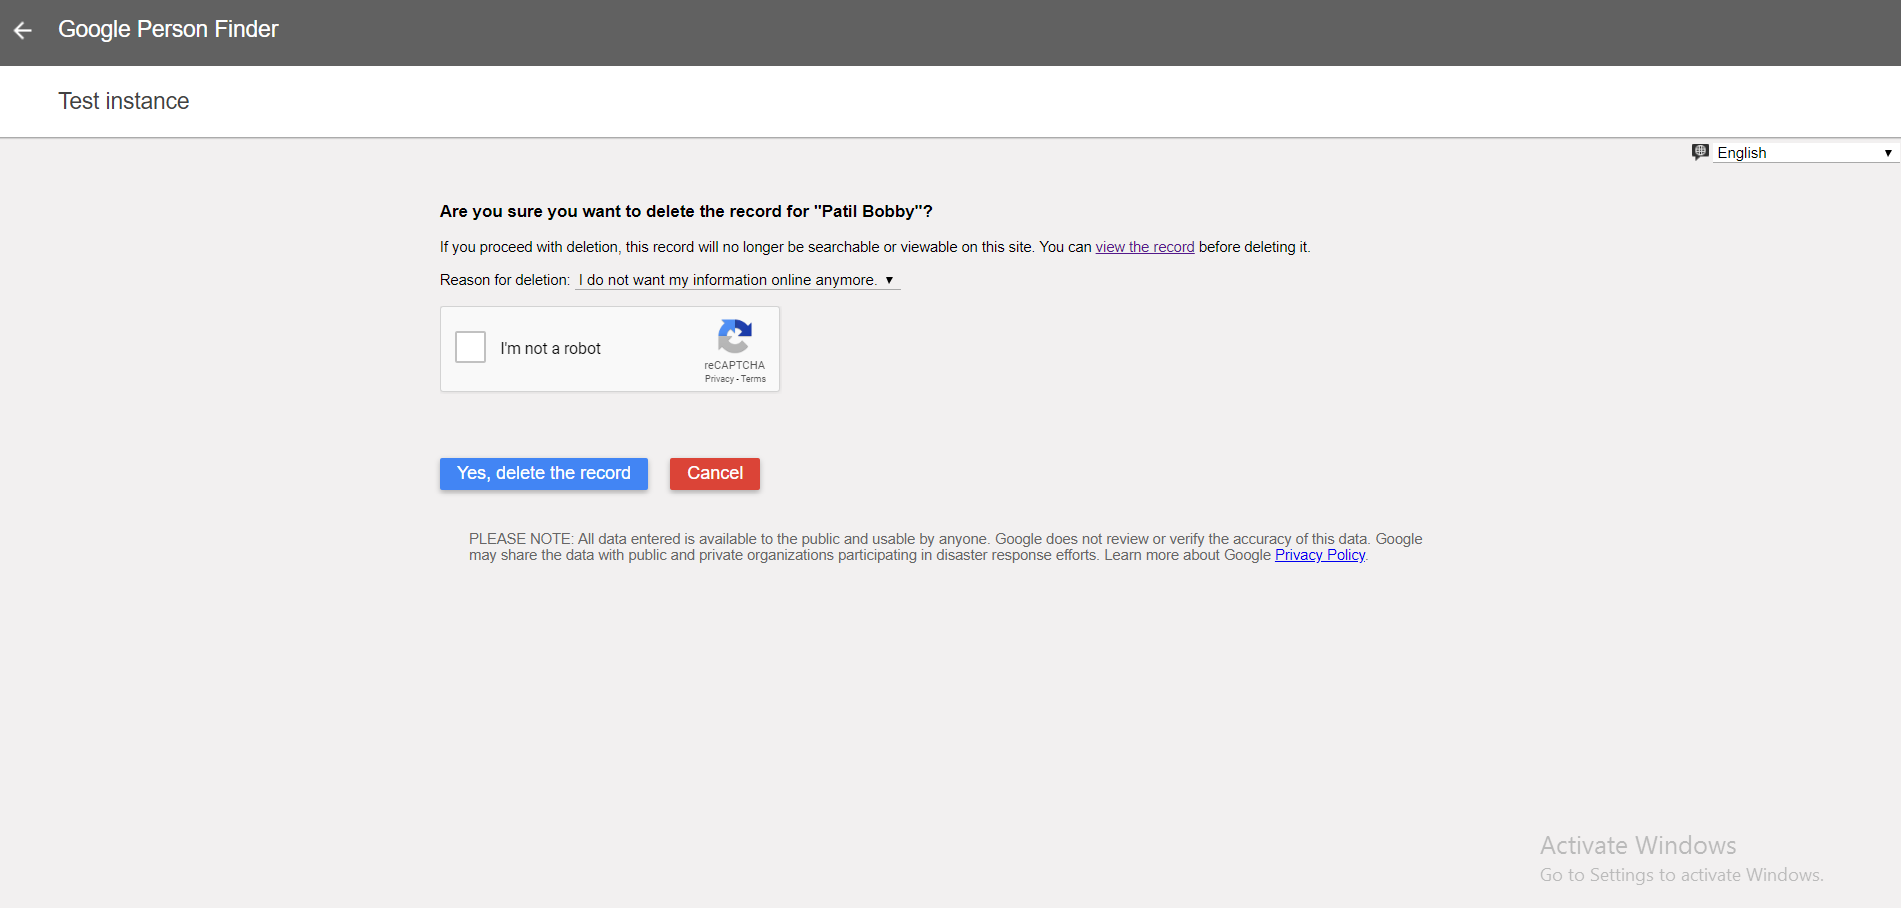 Google Person Finder
Test instance
English
Are you sure you want to delete the record for "Patil Bobby"?
If you proceed with deletion, this record will no longer be searchable or viewable on this site. You can view the record before deleting it.
Reason for deletion: I do not want my information online anymore.
I'm not a robot
reCAPTCHA
Privacy - Terms
Yes, delete the record
Cancel
PLEASE NOTE: All data entered is available to the public and usable by anyone. Google does not review or verify the accuracy of this data. Google
may share the data with public and private organizations participating in disaster response efforts. Learn more about Google Privacy Policy.
Activate Windows
Go to Settings to activate Windows.